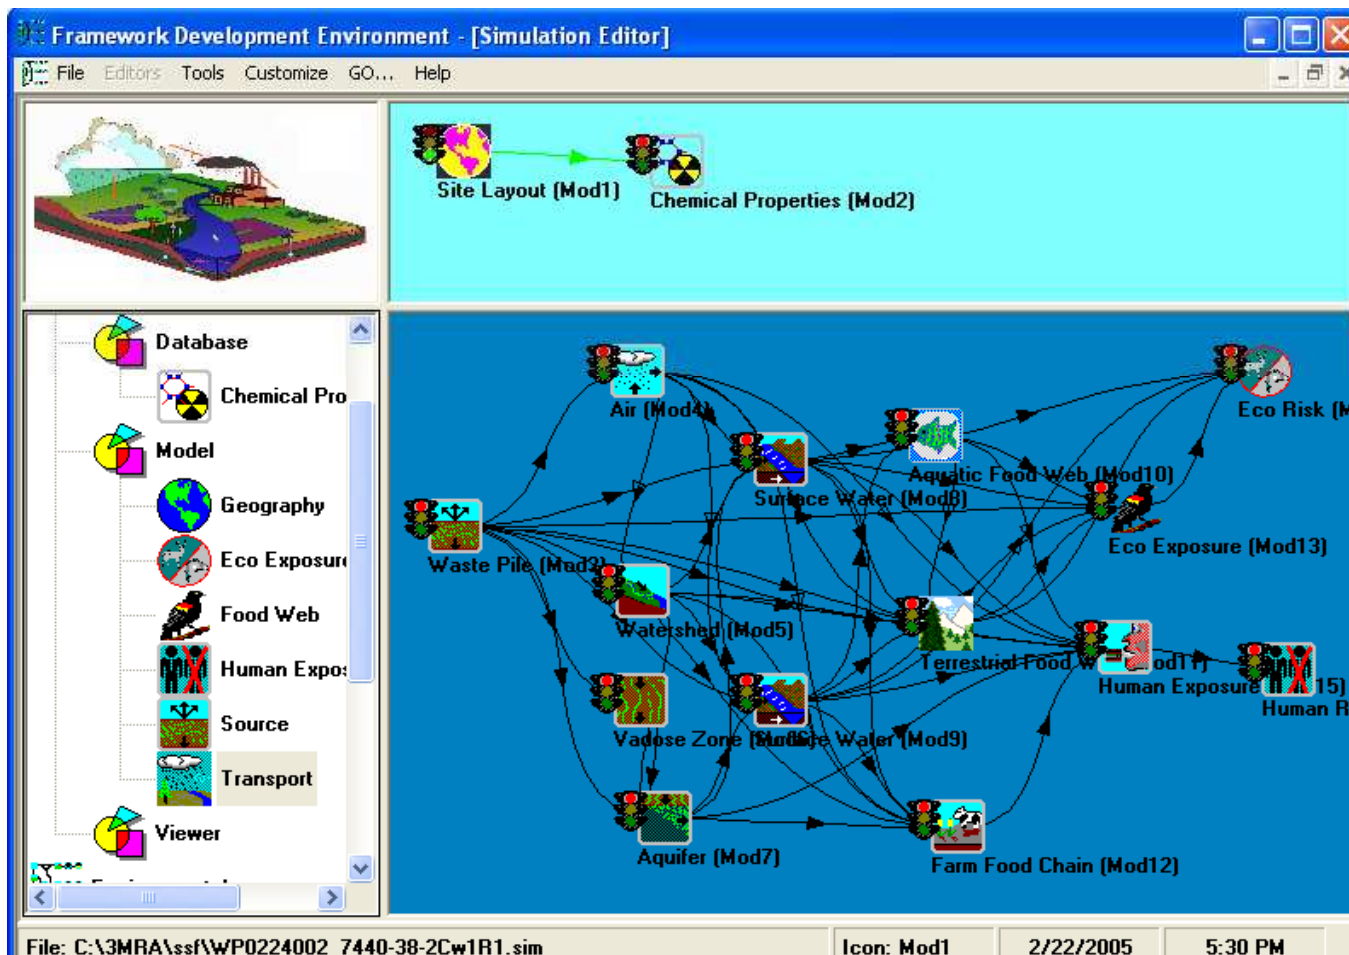 Framework Development Environment - [Simulation Editor]
File Editors Tools Customize GO... Help
Site Layout (Mod1)
Chemical Properties (Mod2)
Database
Chemical Pro
Model
Geography
Eco Exposure
Food Web
Human Expo
Source
Transport
Viewer
Air (Mod4)
Eco Risk (M
Aquatic Food Web (Mod10)
Surface Water (Mod8)
Eco Exposure (Mod13)
Waste Pile (Mod3)
Watershed (Mod5)
Terrestrial Food W od11)
Human Exposure 15)
Human R
Vadose Zone
Water (Mod9)
Aquifer (Mod7)
Farm Food Chain (Mod12)
File: C:\3MRA\ssf\WP0224002_7440-38-2Cw1R1.sim Icon: Mod1 2/22/2005 5:30 PM